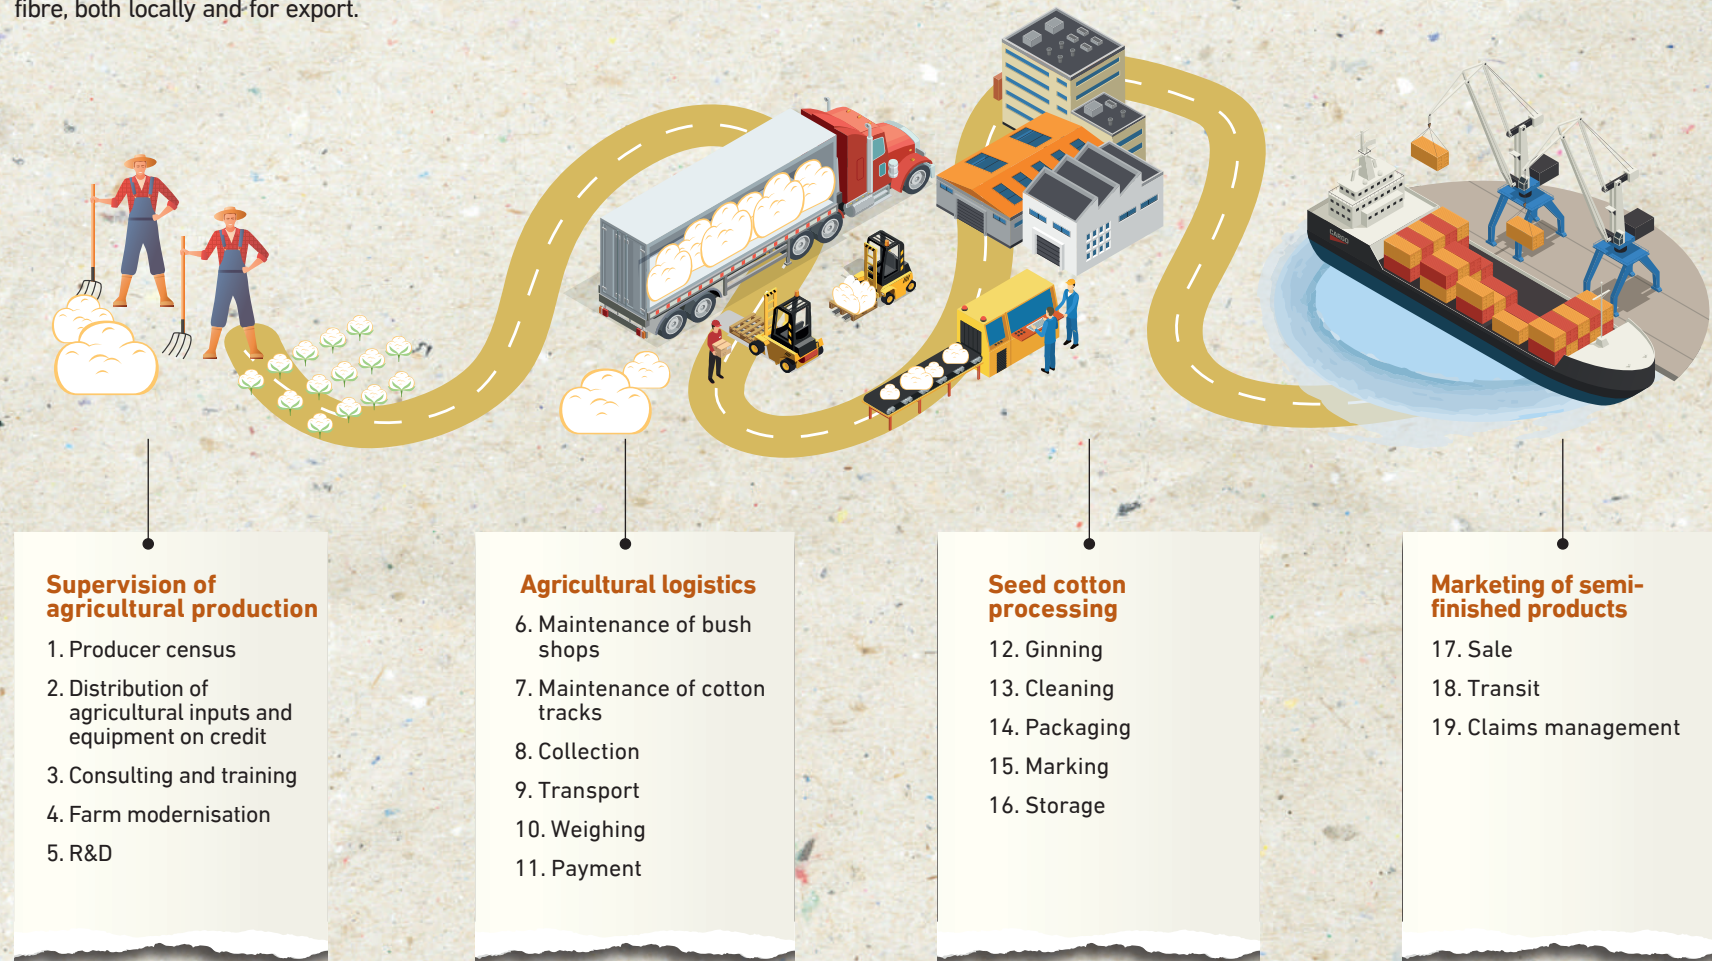 fibre, both locally and for export.
CARGO
Supervision of
agricultural production
1. Producer census
2. Distribution of
agricultural inputs and
equipment on credit
3. Consulting and training
4. Farm modernisation
5. R&D
Agricultural logistics
6. Maintenance of bush
shops
7. Maintenance of cotton
tracks
8. Collection
9. Transport
10. Weighing
11. Payment
Seed cotton
processing
12. Ginning
13. Cleaning
14. Packaging
15. Marking
16. Storage
Marketing of semi-
finished products
17. Sale
18. Transit
19. Claims management